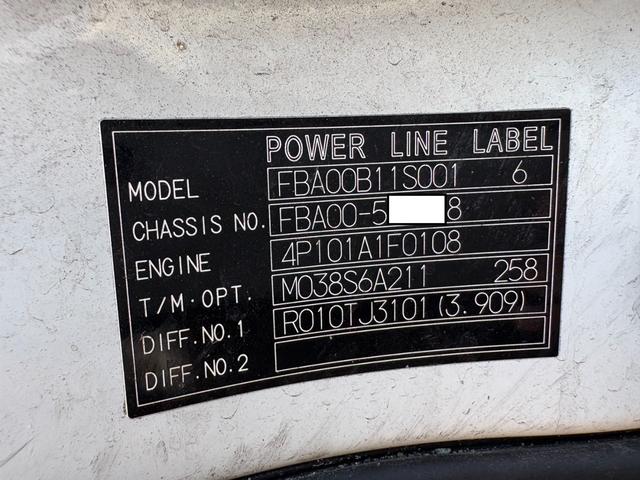 POWER LINE LABEL
MODEL FBA00B11S001 6
CHASSIS NO. FBA00-5 8
ENGINE 4P101A1F0108
T/M·OPT. M038S6A211 258
DIFF.NO.1 R010TJ3101(3.909)
DIFF.NO.2